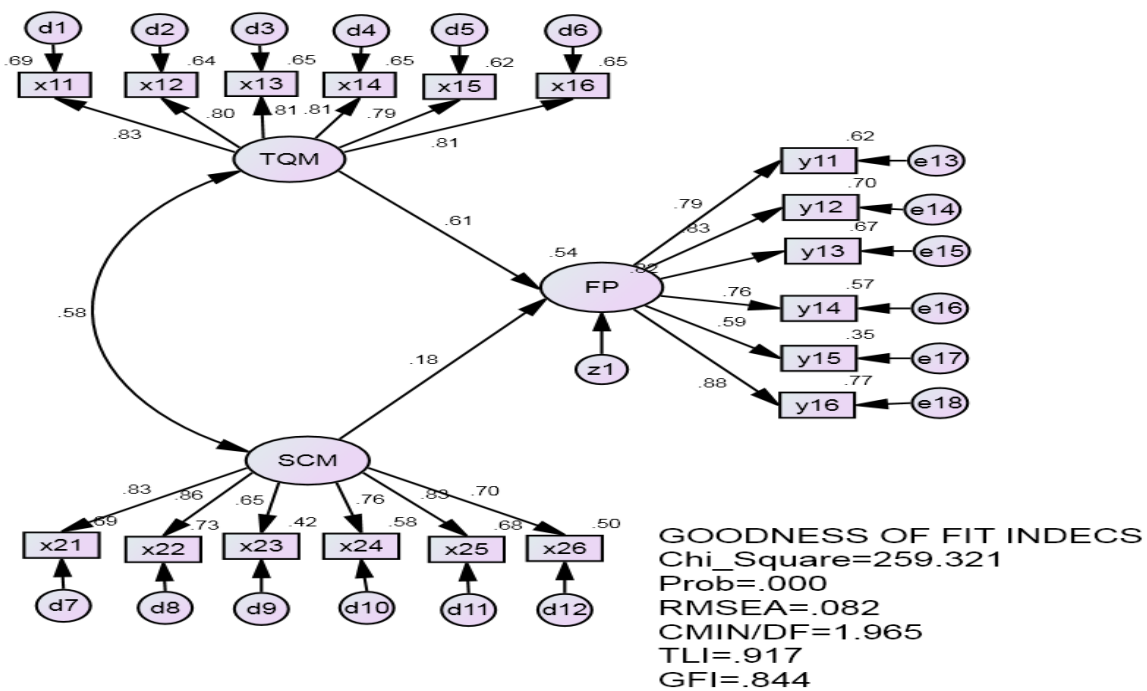 d1 d2 d3 d4 d5 d6
.69 .64 .65 .65 .62 .65
x11 x12 x13 x14 x15 x16
.83 .80 .81 .81 .79 .81
TQM
.62
y11 e13
.79 .70
y12 e14
.83 .67
y13 e15
.61
.54 .82
FP
.57
.76 y14 e16
.59 .35
y15 e17
z1
.88 .77
y16 e18
.58
.18
SCM
.83 .86 .65 .76 .83 .70
.69 .73 .42 .58 .68 .50
x21 x22 x23 x24 x25 x26
d7 d8 d9 d10 d11 d12
GOODNESS OF FIT INDECS
Chi_Square=259.321
Prob=.000
RMSEA=.082
CMIN/DF=1.965
TLI=.917
GFI=.844